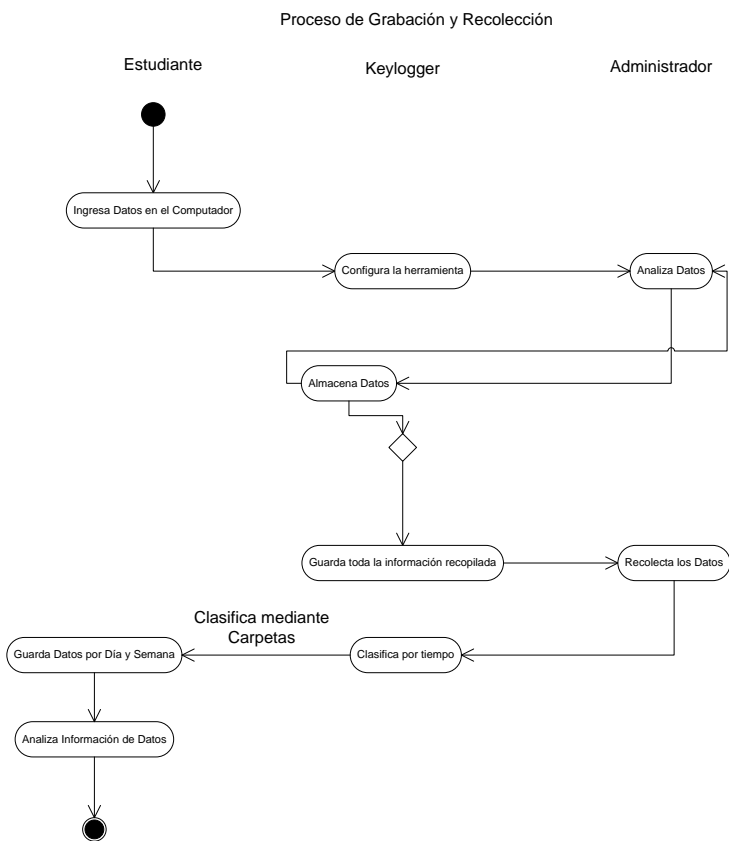 Proceso de Grabación y Recolección
Estudiante
Keylogger
Administrador
Ingresa Datos en el Computador
Configura la herramienta
Analiza Datos
Almacena Datos
Guarda toda la información recopilada
Recolecta los Datos
Clasifica mediante
Carpetas
Guarda Datos por Día y Semana
Clasifica por tiempo
Analiza Información de Datos